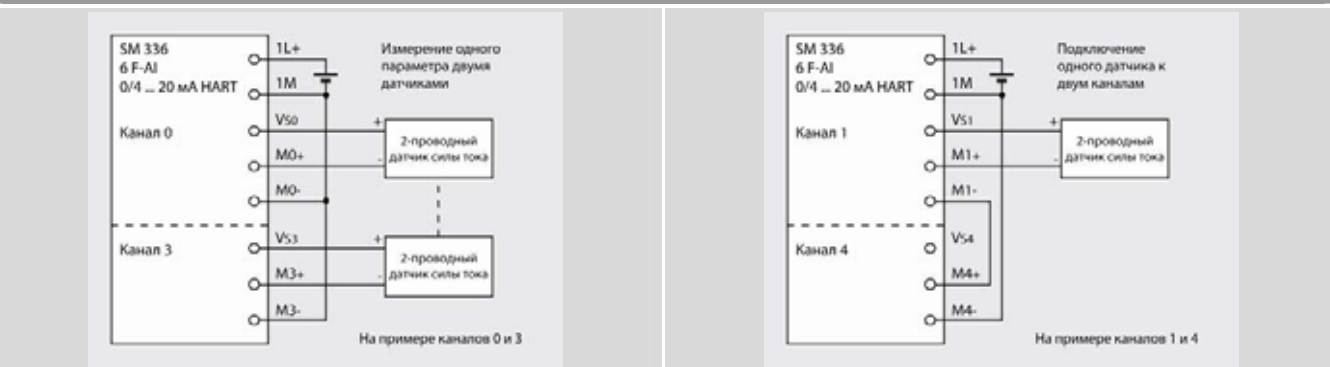 SM 336
6 F-AI
0/4 ... 20 мА HART
1L+
1M
Измерение одного
параметра двумя
датчиками
Канал 0
VS0
M0+
M0-
+
-
2-проводный
датчик силы тока
Канал 3
VS3
M3+
M3-
+
-
2-проводный
датчик силы тока
На примере каналов 0 и 3
SM 336
6 F-AI
0/4 ... 20 мА HART
1L+
1M
Подключение
одного датчика к
двум каналам
Канал 1
VS1
M1+
M1-
+
-
2-проводный
датчик силы тока
Канал 4
VS4
M4+
M4-
На примере каналов 1 и 4